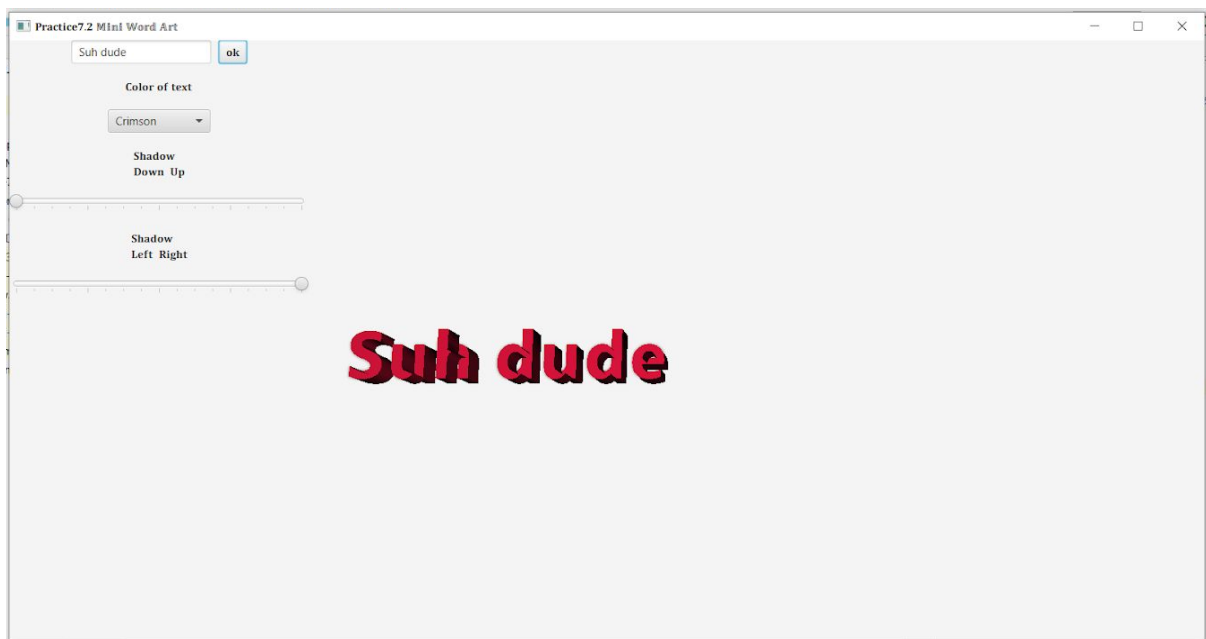 Practice7.2 MIni Word Art
Suh dude
ok
Color of text
Crimson
Shadow
Down Up
Shadow
Left Right
Suh dude